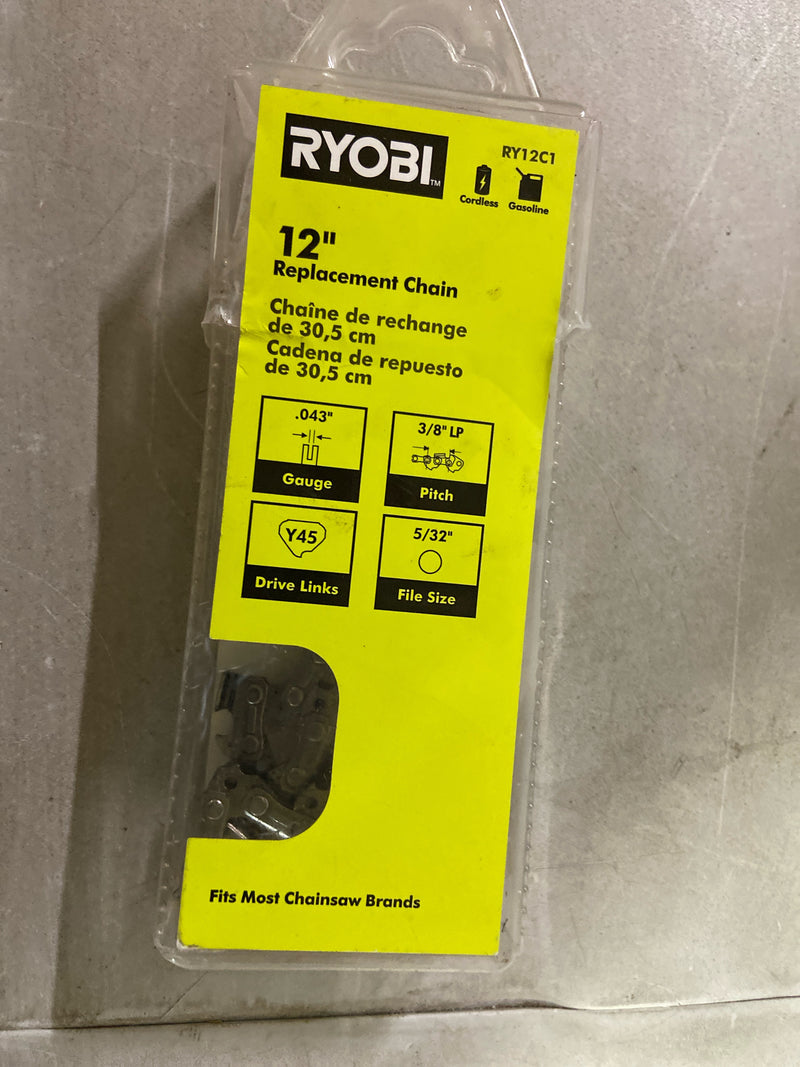 RYOBI™
RY12C1
Cordless
Gasoline
12"
Replacement Chain
Chaîne de rechange
de 30,5 cm
Cadena de repuesto
de 30,5 cm
.043"
Gauge
3/8" LP
Pitch
Y45
Drive Links
5/32"
File Size
Fits Most Chainsaw Brands